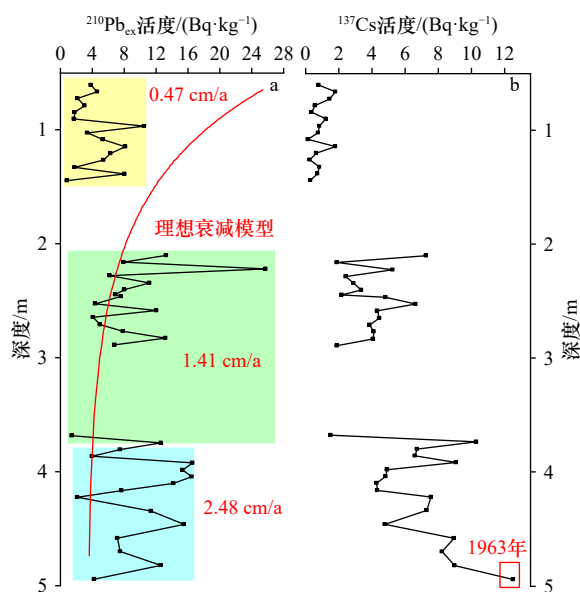 ²¹⁰Pbₑₓ活度/(Bq·kg⁻¹)
¹³⁷Cs活度/(Bq·kg⁻¹)
0 4 8 12 16 20 24 28
0 2 4 6 8 10 12
a
b
0.47 cm/a
1
1
理想衰减模型
2
2
深度/m
深度/m
3
3
1.41 cm/a
4
4
2.48 cm/a
1963年
5
5